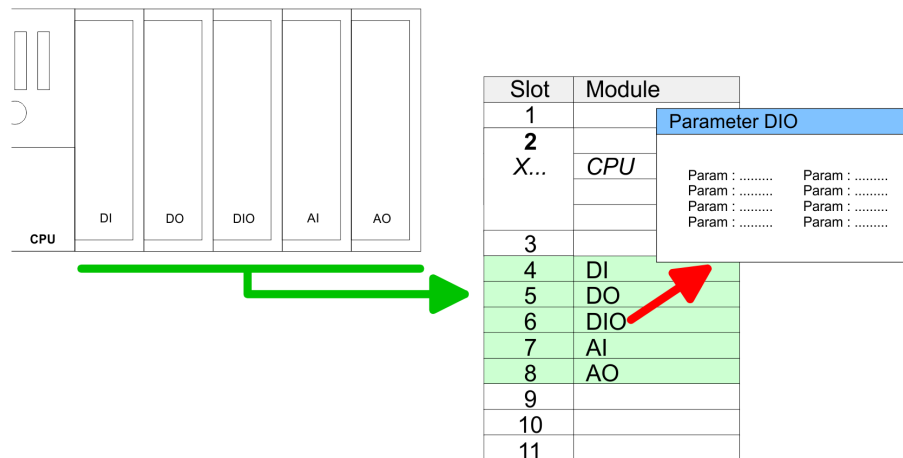 DI DO DIO AI AO
CPU
Slot Module
1
2
X... CPU
3
4 DI
5 DO
6 DIO
7 AI
8 AO
9
10
11
Parameter DIO
Param : ......... Param : .........
Param : ......... Param : .........
Param : ......... Param : .........
Param : ......... Param : .........